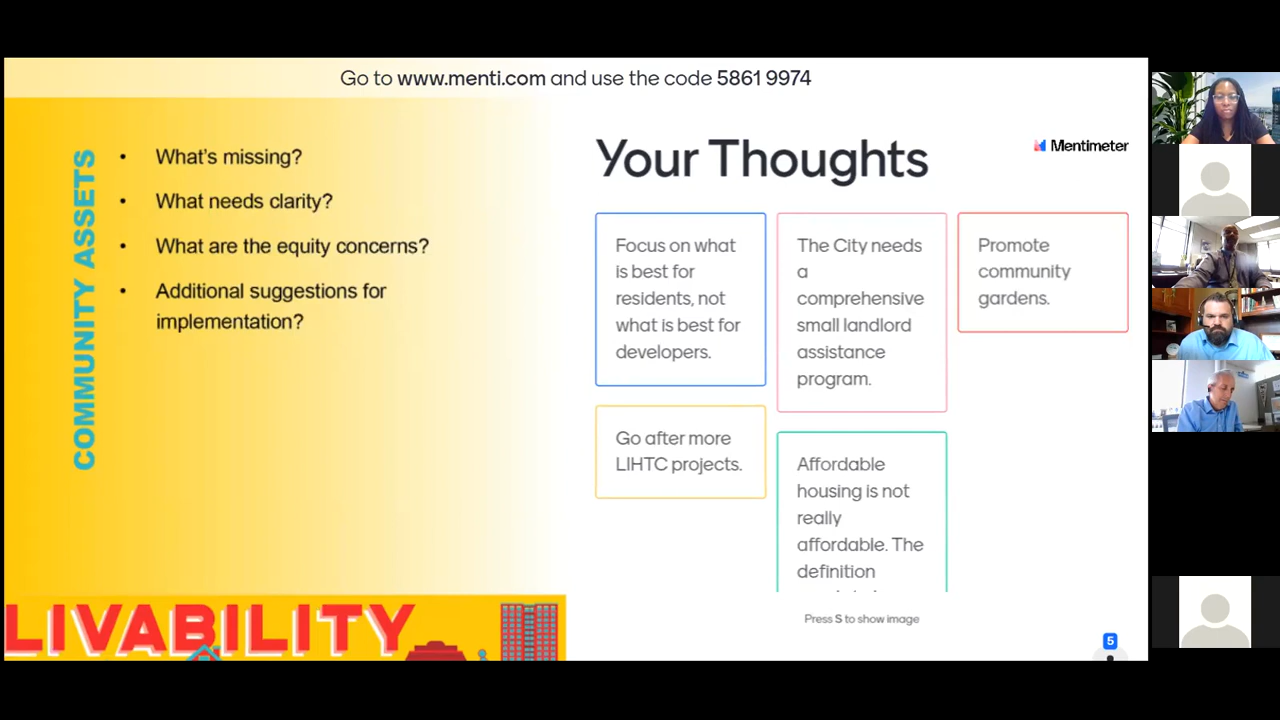 Go to www.menti.com and use the code 5861 9974
COMMUNITY ASSETS
• What's missing?
• What needs clarity?
• What are the equity concerns?
• Additional suggestions for
implementation?
LIVABILITY
Your Thoughts
Mentimeter
Focus on what
is best for
residents, not
what is best for
developers.
Go after more
LIHTC projects.
The City needs
a
comprehensive
small landlord
assistance
program.
Affordable
housing is not
really
affordable. The
definition
Promote
community
gardens.
Press S to show image
5